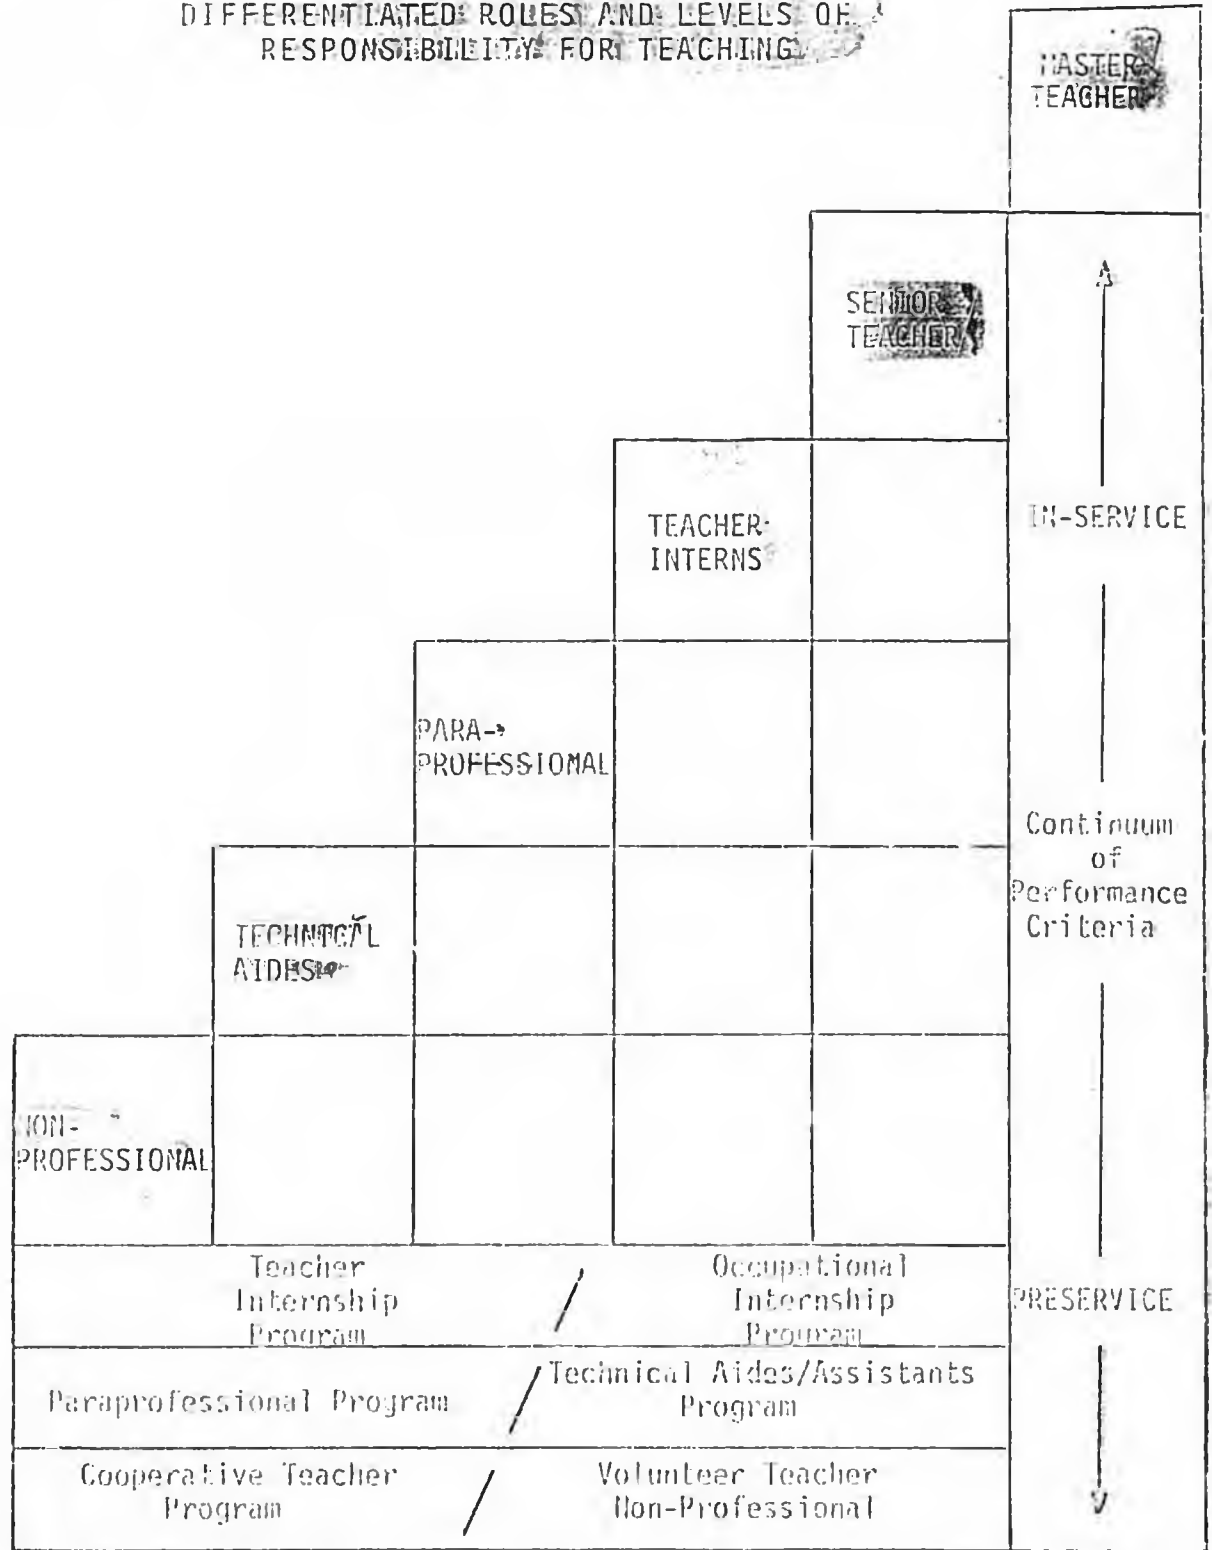 DIFFERENTIATED ROLES AND LEVELS OF
RESPONSIBILITY FOR TEACHING
MASTER
TEACHER
SENIOR
TEACHER
TEACHER
INTERNS
IN-SERVICE
PARA-
PROFESSIONAL
Continuum
of
Performance
Criteria
TECHNICAL
AIDES
NON-
PROFESSIONAL
Teacher
Internship
Program
/
Occupational
Internship
Program
PRESERVICE
Paraprofessional Program
/
Technical Aides/Assistants
Program
Cooperative Teacher
Program
/
Volunteer Teacher
Non-Professional